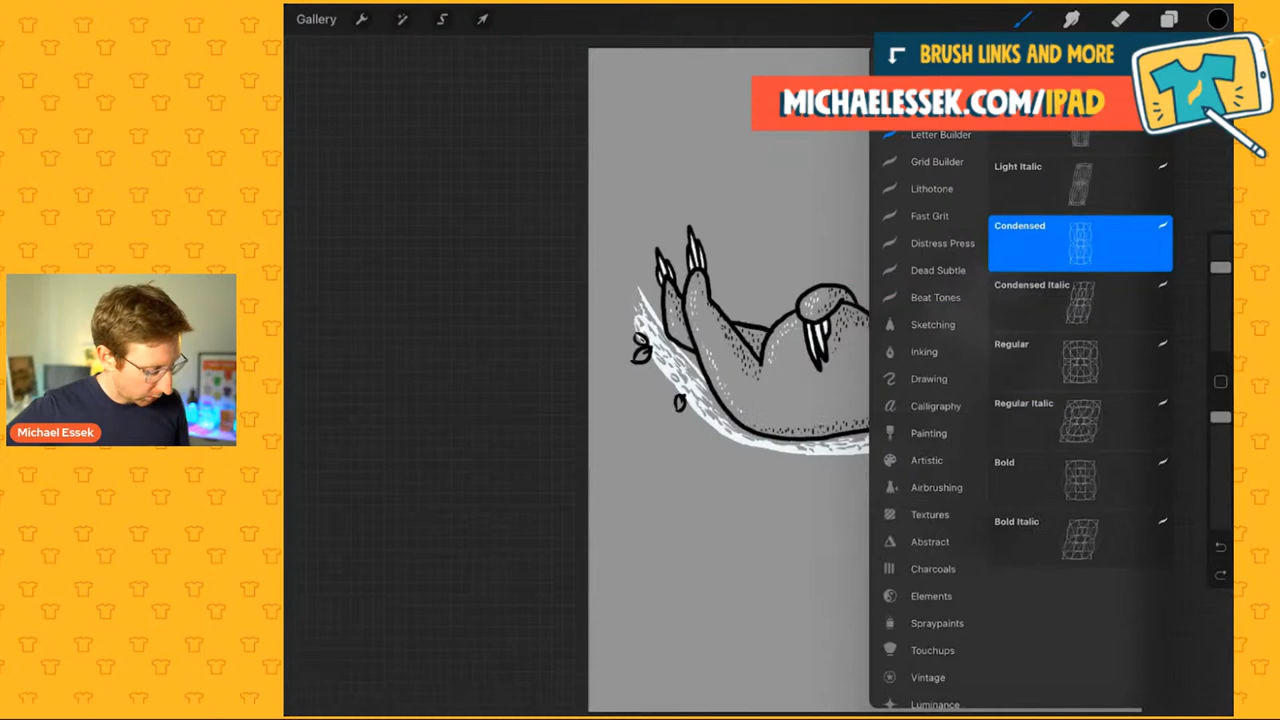 Gallery
BRUSH LINKS AND MORE
MICHAELESSEK.COM/IPAD
Letter Builder
Grid Builder
Lithotone
Fast Grit
Distress Press
Dead Subtle
Beat Tones
Sketching
Inking
Drawing
Calligraphy
Painting
Artistic
Airbrushing
Textures
Abstract
Charcoals
Elements
Spraypaints
Touchups
Vintage
Luminance
Light Italic
Condensed
Condensed Italic
Regular
Regular Italic
Bold
Bold Italic
Michael Essek